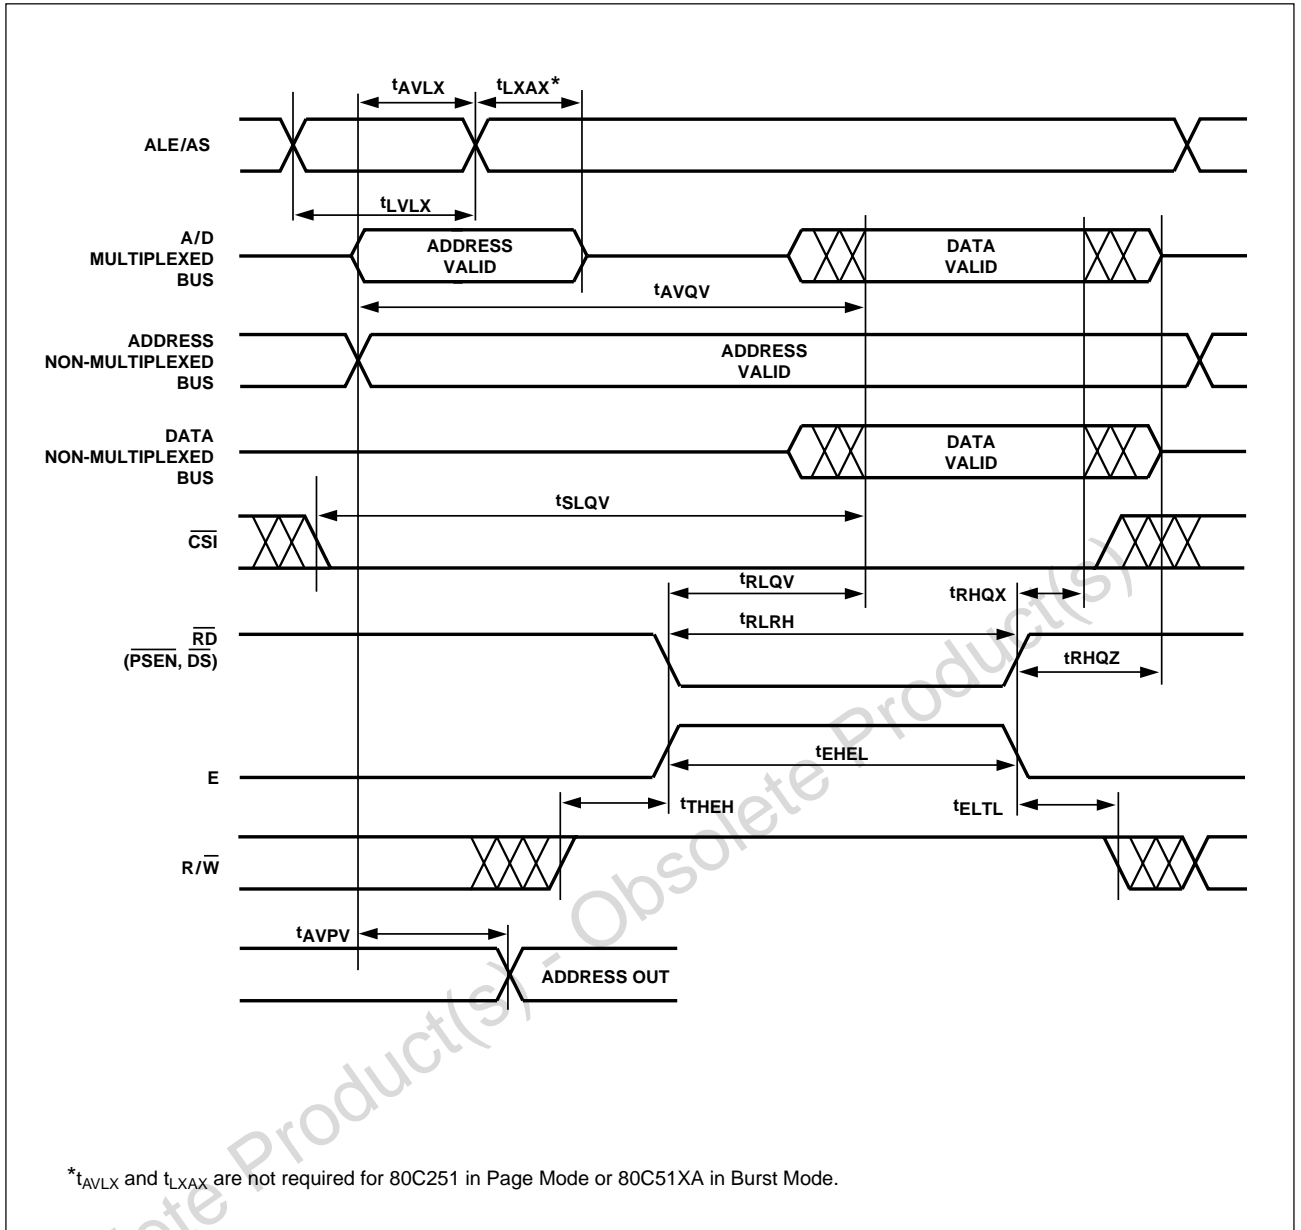 tAVLX tLXAX*
ALE/AS
tLVLX
A/D
MULTIPLEXED
BUS
ADDRESS
VALID
DATA
VALID
tAVQV
ADDRESS
NON-MULTIPLEXED
BUS
ADDRESS
VALID
DATA
NON-MULTIPLEXED
BUS
DATA
VALID
tSLQV
CSI
tRLQV
tRHQX
tRLRH
RD
(PSEN, DS)
tRHQZ
tEHEL
E
tTHEH
tELTL
R/W
tAVPV
ADDRESS OUT
*tAVLX and tLXAX are not required for 80C251 in Page Mode or 80C51XA in Burst Mode.
lete Product(s) - Obsolete Product(s)